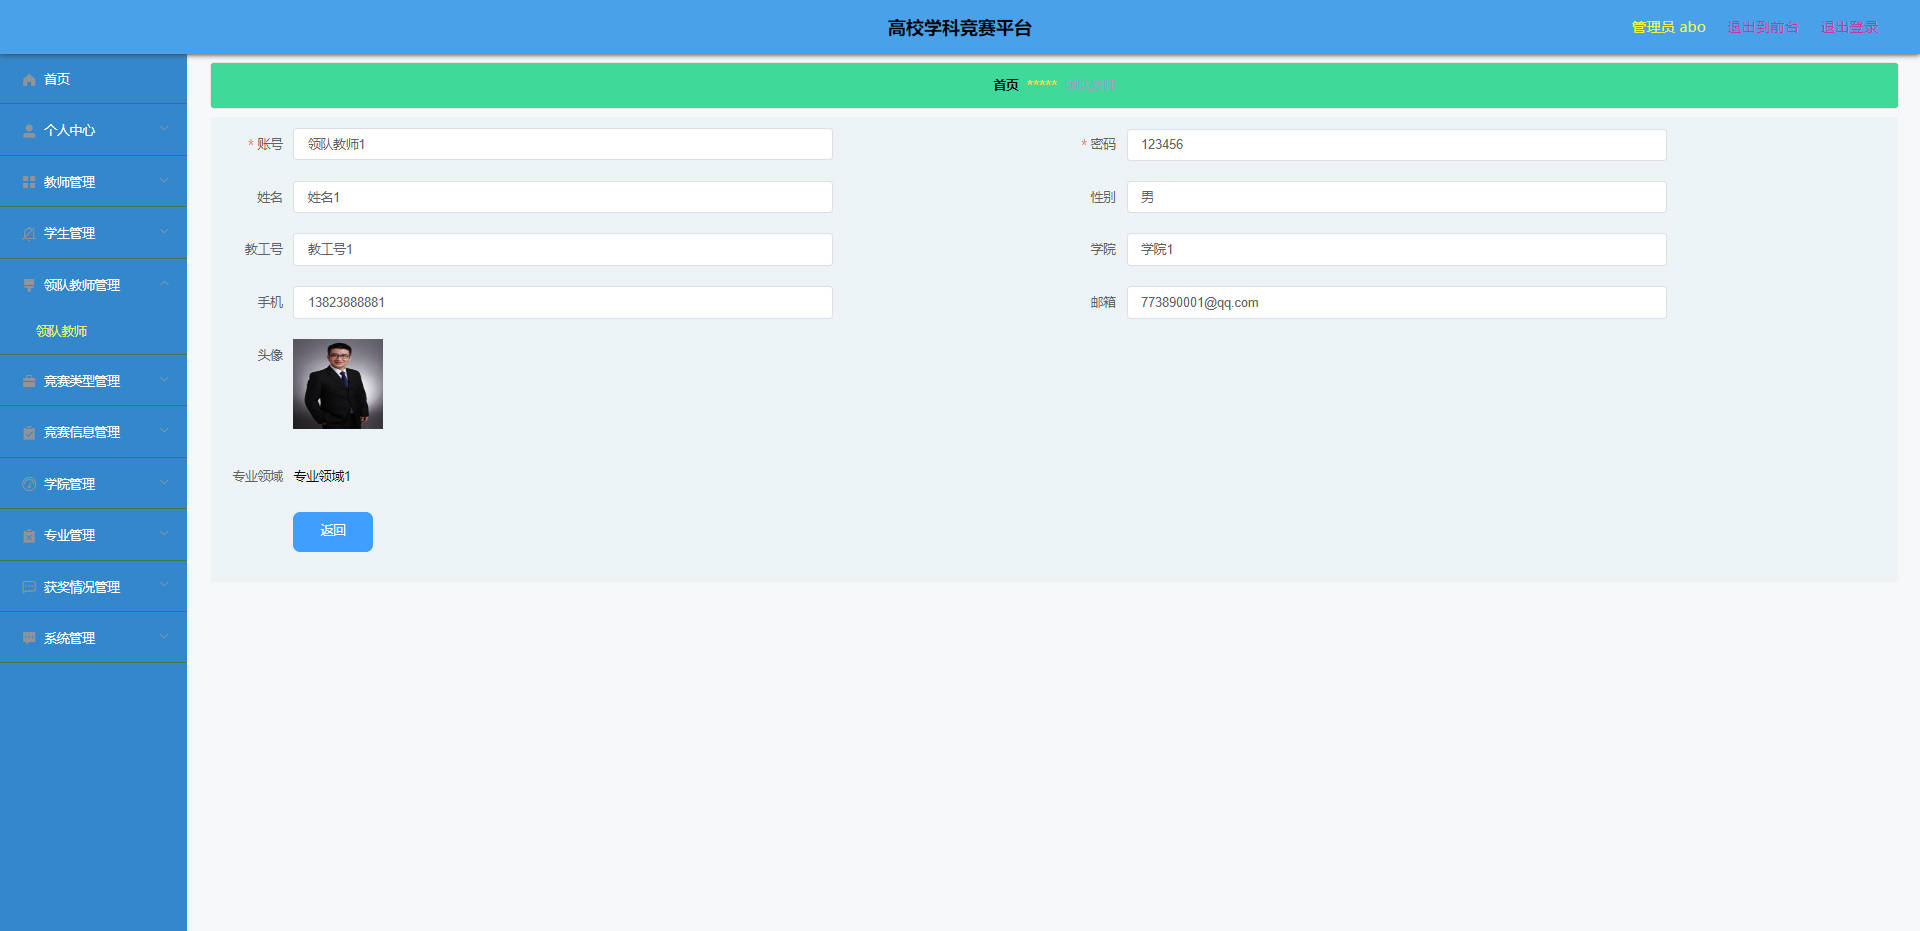 高校学科竞赛平台
管理员 abo 退出到前台 退出登录
首页
个人中心
教师管理
学生管理
领队教师管理
领队教师
竞赛类型管理
竞赛信息管理
学院管理
专业管理
获奖情况管理
系统管理
首页 ***** 领队教师
* 账号 领队教师1
* 密码 123456
姓名 姓名1
性别 男
教工号 教工号1
学院 学院1
手机 13823888881
邮箱 773890001@qq.com
头像
专业领域 专业领域1
返回